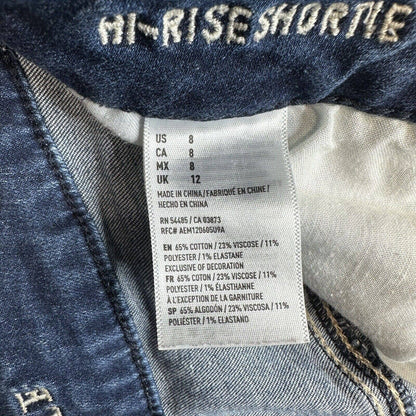 HI-RISE SHORTIE
US 8
CA 8
MX 8
UK 12
MADE IN CHINA/FABRIQUÉ EN CHINE/
HECHO EN CHINA
RN 54485/ CA 03873
RFC# AEM12060509A
EN 65% COTTON/ 23% VISCOSE/ 11%
POLYESTER/ 1% ELASTANE
EXCLUSIVE OF DECORATION
FR 65% COTON/ 23% VISCOSE/ 11%
POLYESTER/ 1% ÉLASTHANNE
À L'EXCEPTION DE LA GARNITURE
SP 65% ALGODÓN/ 23% VISCOSA/ 11%
POLIÉSTER/ 1% ELASTANO